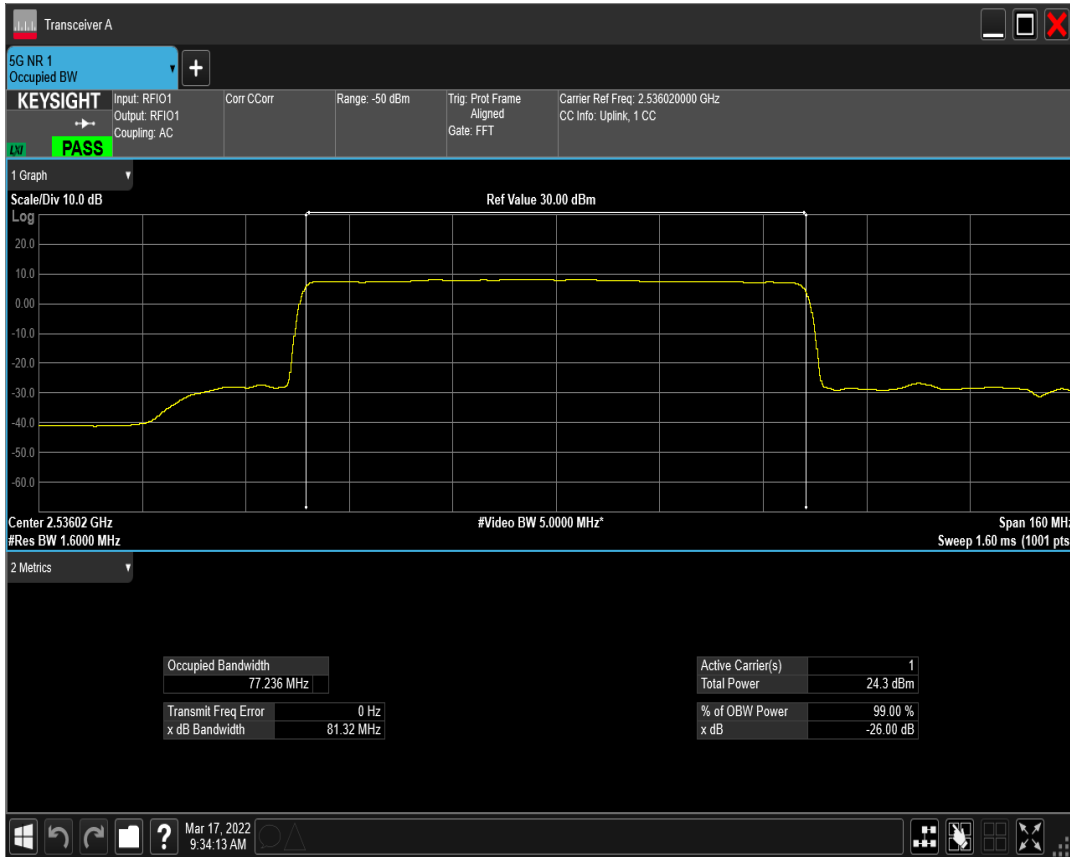 Transceiver A
5G NR 1
Occupied BW
KEYSIGHT
LXI
PASS
Input: RFIO1
Output: RFIO1
Coupling: AC
Corr CCorr
Range: -50 dBm
Trig: Prot Frame
Aligned
Gate: FFT
Carrier Ref Freq: 2.536020000 GHz
CC Info: Uplink, 1 CC
1 Graph
Scale/Div 10.0 dB
Ref Value 30.00 dBm
Log
20.0
10.0
0.00
-10.0
-20.0
-30.0
-40.0
-50.0
-60.0
Center 2.53602 GHz
#Video BW 5.0000 MHz*
Span 160 MHz
#Res BW 1.6000 MHz
Sweep 1.60 ms (1001 pts
2 Metrics
Occupied Bandwidth
77.236 MHz
Transmit Freq Error 0 Hz
x dB Bandwidth 81.32 MHz
Active Carrier(s) 1
Total Power 24.3 dBm
% of OBW Power 99.00 %
x dB -26.00 dB
?
Mar 17, 2022
9:34:13 AM